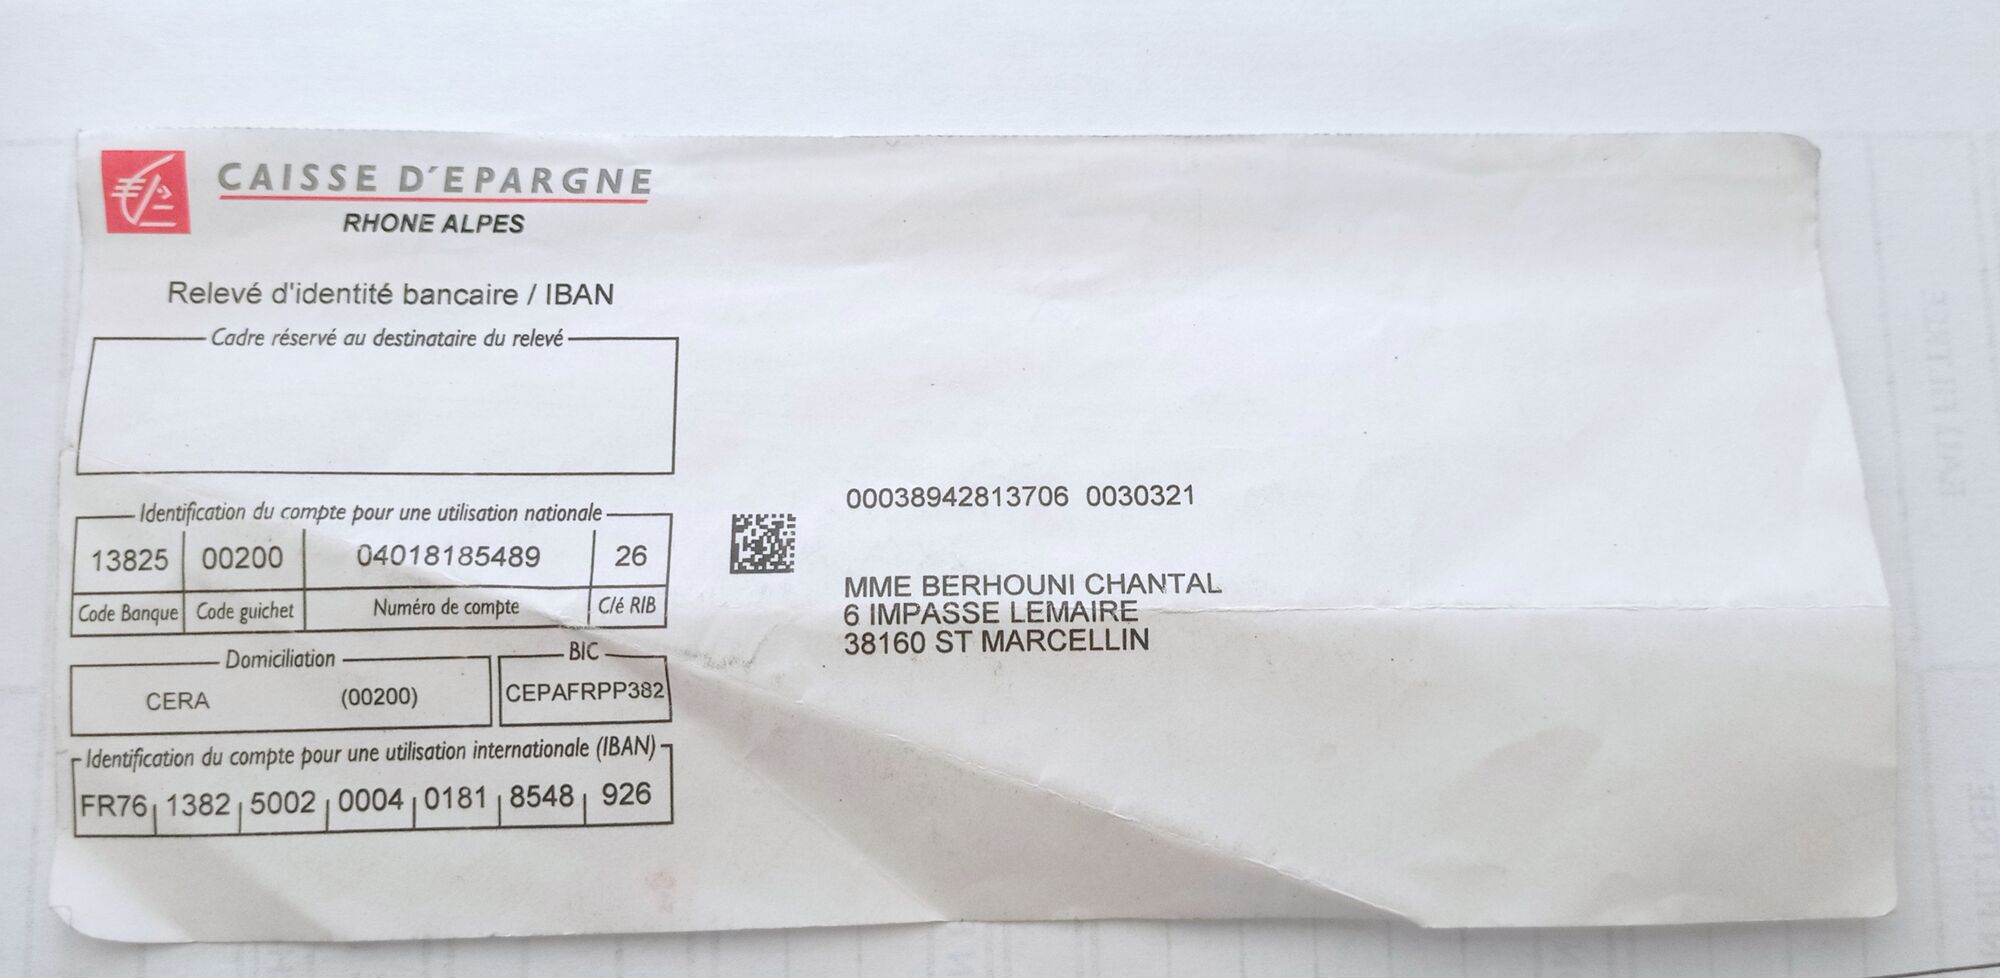 CAISSE D'EPARGNE
RHONE ALPES
Relevé d'identité bancaire / IBAN
Cadre réservé au destinataire du relevé
Identification du compte pour une utilisation nationale
13825 00200 04018185489 26
Code Banque Code guichet Numéro de compte C/é RIB
Domiciliation BIC
CERA (00200) CEPAFRPP382
Identification du compte pour une utilisation internationale (IBAN)
FR76 1382 5002 0004 0181 8548 926
00038942813706 0030321
MME BERHOUNI CHANTAL
6 IMPASSE LEMAIRE
38160 ST MARCELLIN